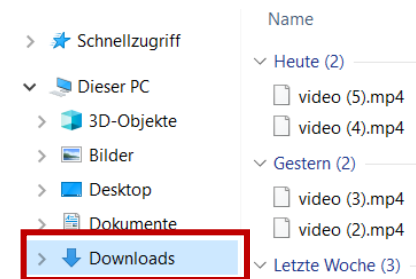 Schnellzugriff
Dieser PC
3D-Objekte
Bilder
Desktop
Dokumente
Downloads
Name
Heute (2)
video (5).mp4
video (4).mp4
Gestern (2)
video (3).mp4
video (2).mp4
Letzte Woche (3)